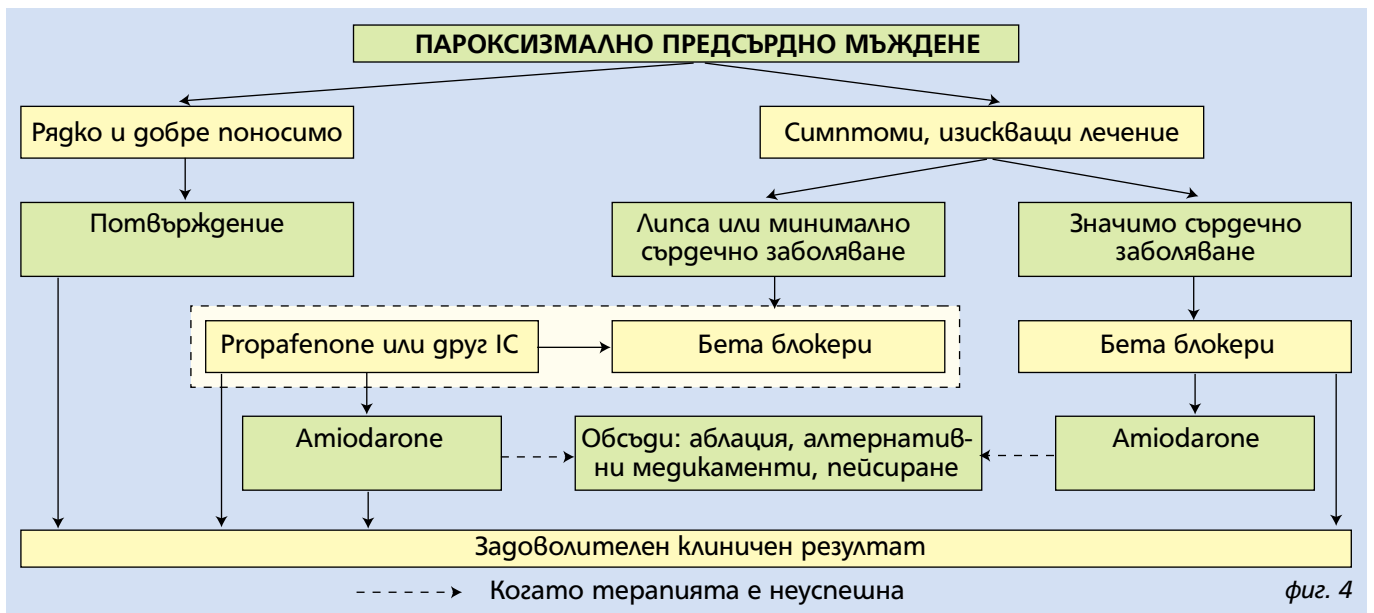 ПАРОКСИЗМАЛНО ПРЕДСЪРДНО МЪЖДЕНЕ
Рядко и добре поносимо
Симптоми, изискващи лечение
Потвърждение
Липса или минимално
сърдечно заболяване
Значимо сърдечно
заболяване
Propafenone или друг IC
Бета блокери
Бета блокери
Amiodarone
Обсъди: аблация, алтернатив-
ни медикаменти, пейсиране
Amiodarone
Задоволителен клиничен резултат
Когато терапията е неуспешна
фиг. 4